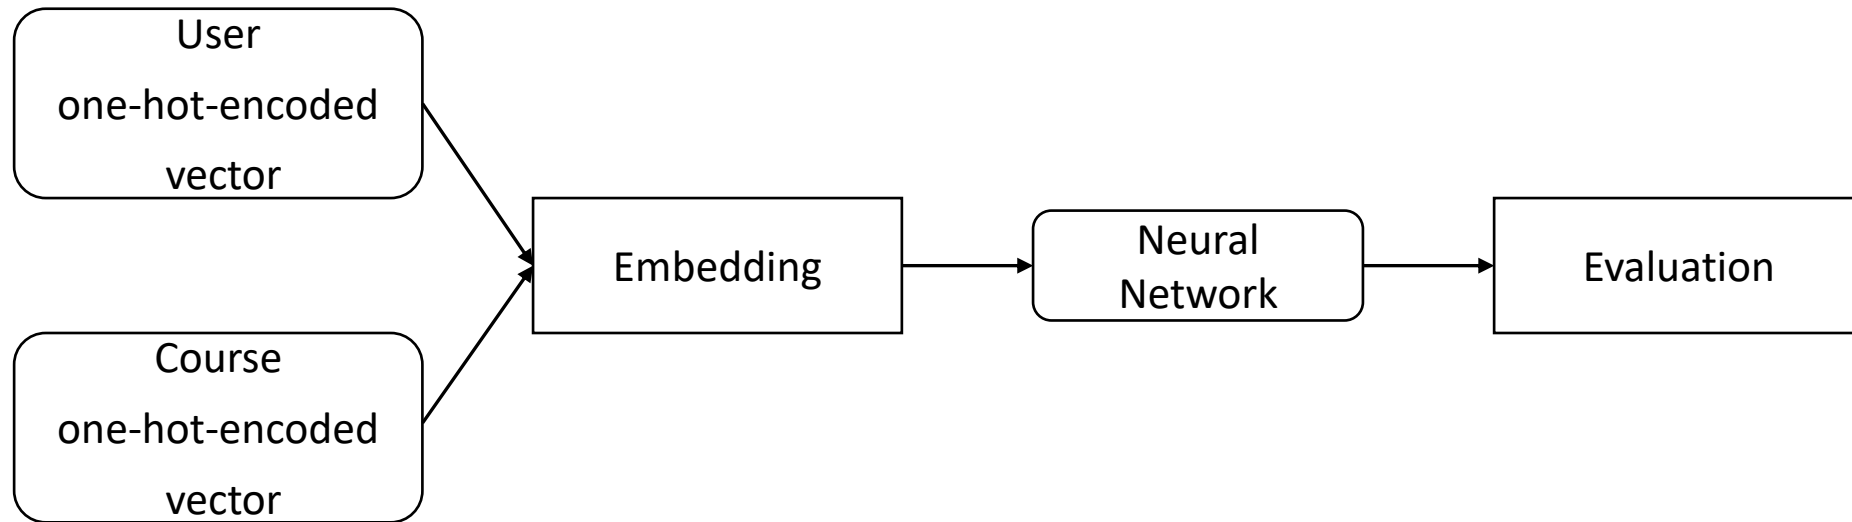 User
one-hot-encoded
vector
Course
one-hot-encoded
vector
Embedding
Neural
Network
Evaluation